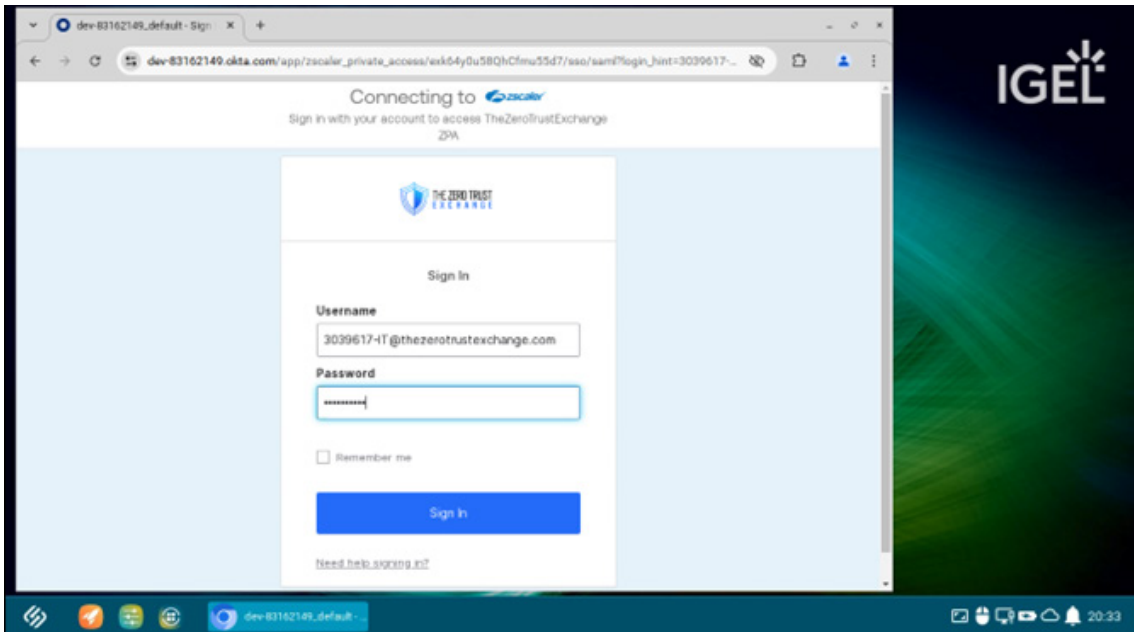 dev-83162149_default - Sign
dev-83162149.okta.com/app/zscaler_private_access/exk64y0u58QhCfmu55d7/sso/saml?login_hint=3039617-...
IGEL
Connecting to zscaler
Sign in with your account to access TheZeroTrustExchange
ZPA
THE ZERO TRUST
EXCHANGE
Sign In
Username
3039617-IT@thezerotrustexchange.com
Password
Remember me
Sign In
Need help signing in?
dev-83162149_default - ...
20:33